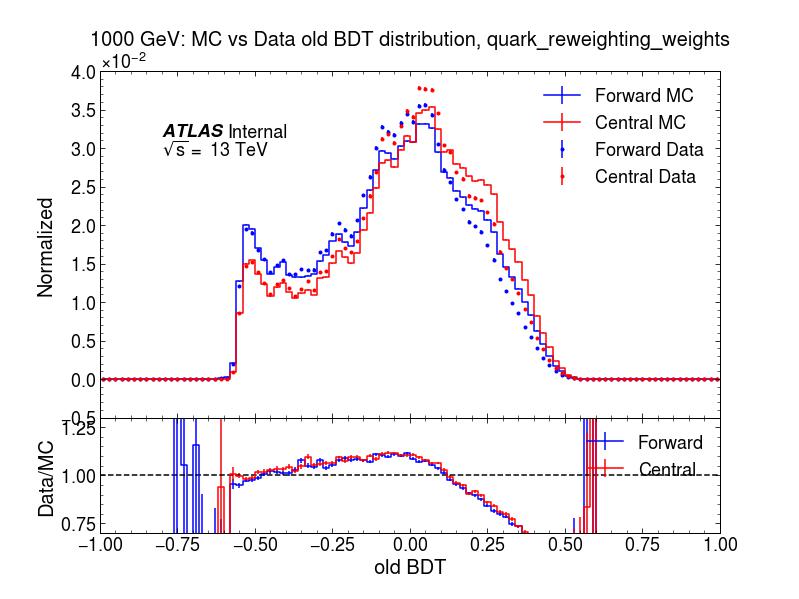 1000 GeV: MC vs Data old BDT distribution, quark_reweighting_weights
×10⁻²
4.0
3.5
3.0
2.5
2.0
1.5
1.0
0.5
0.0
−0.5
Normalized
ATLAS Internal
√s = 13 TeV
Forward MC
Central MC
Forward Data
Central Data
1.25
1.00
0.75
Data/MC
Forward
Central
−1.00 −0.75 −0.50 −0.25 0.00 0.25 0.50 0.75 1.00
old BDT